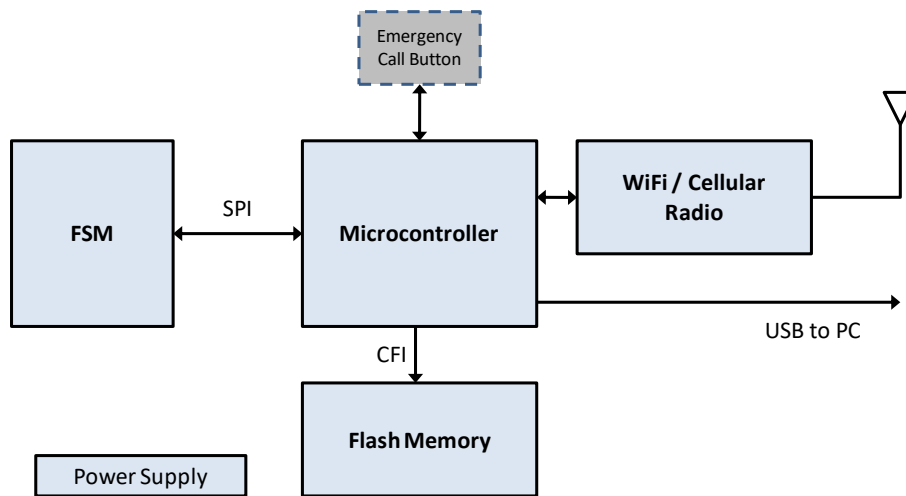 Emergency
Call Button
WiFi / Cellular
Radio
SPI
FSM
Microcontroller
USB to PC
CFI
Flash Memory
Power Supply